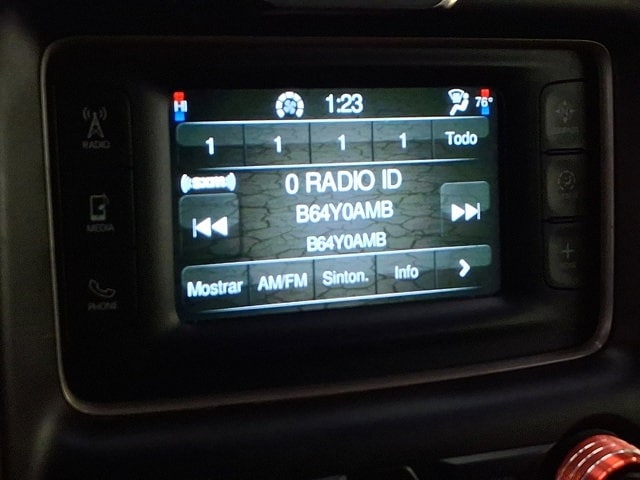 HI 1:23 76°
1 1 1 1 Todo
((SXM))
0 RADIO ID
B64Y0AMB
B64Y0AMB
Mostrar AM/FM Sinton. Info >
RADIO
MEDIA
PHONE